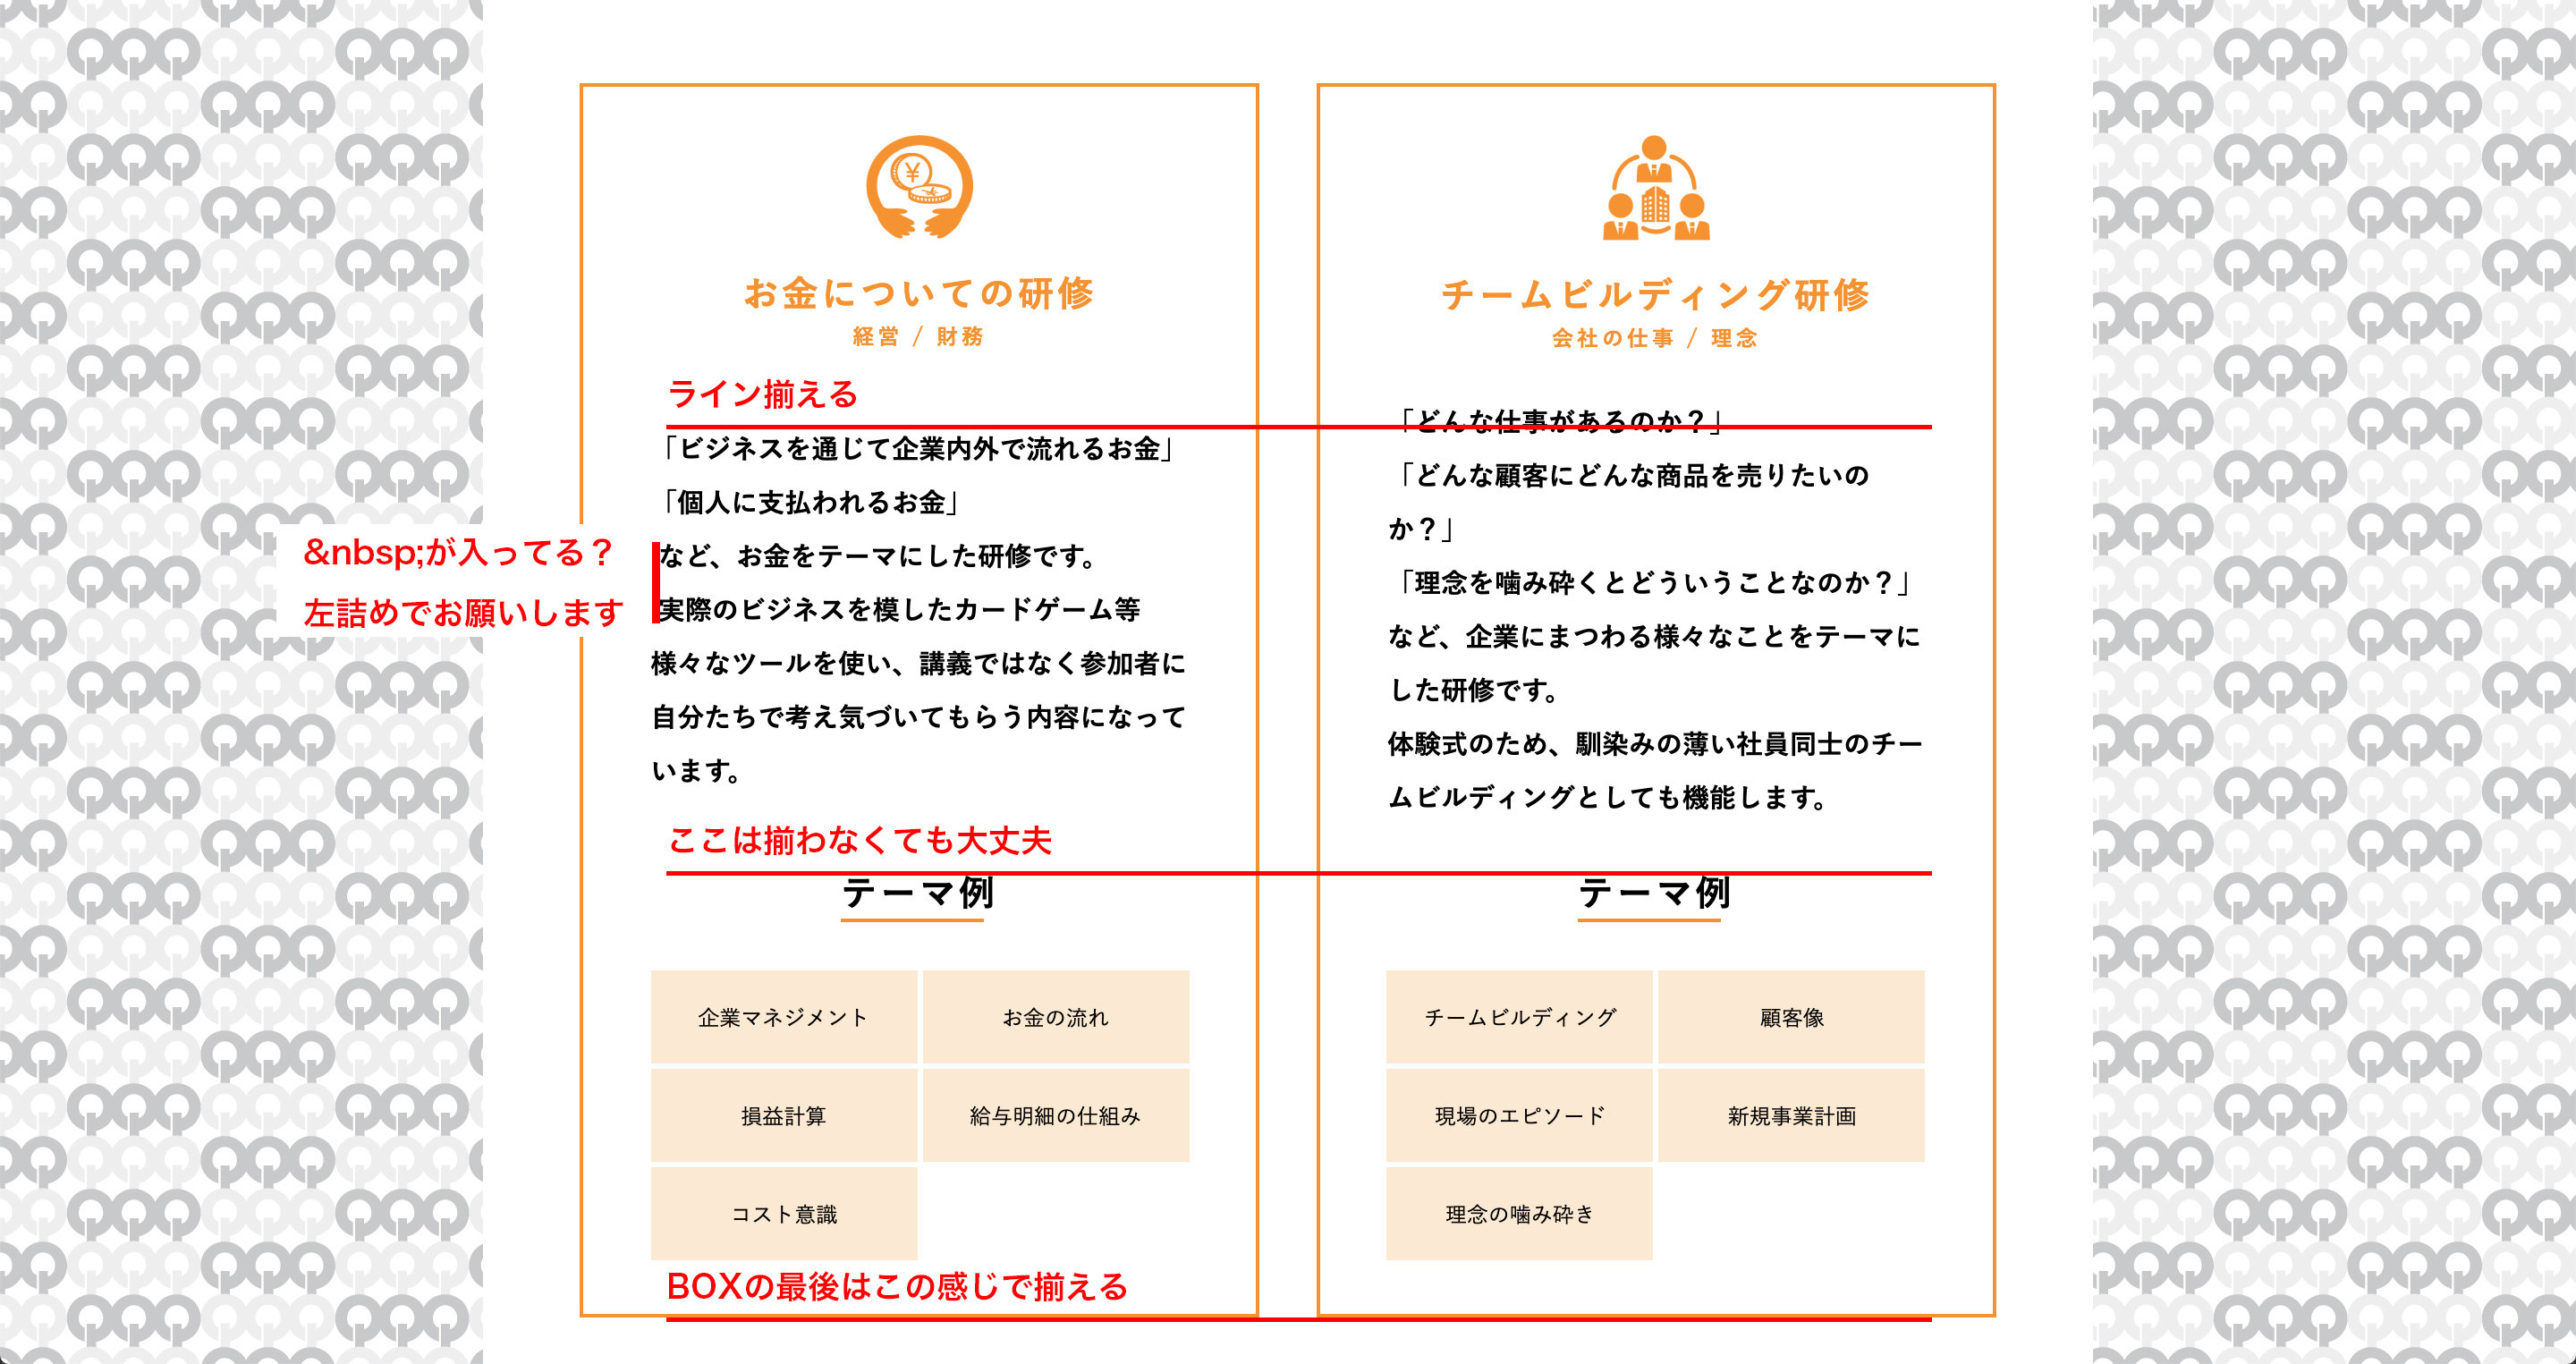 お金についての研修
経営 / 財務
ライン揃える
「ビジネスを通じて企業内外で流れるお金」
「個人に支払われるお金」
&nbsp;が入ってる？
左詰めでお願いします
など、お金をテーマにした研修です。
実際のビジネスを模したカードゲーム等
様々なツールを使い、講義ではなく参加者に
自分たちで考え気づいてもらう内容になって
います。
ここは揃わなくても大丈夫
テーマ例
企業マネジメント
お金の流れ
損益計算
給与明細の仕組み
コスト意識
BOXの最後はこの感じで揃える
チームビルディング研修
会社の仕事 / 理念
「どんな仕事があるのか？」
「どんな顧客にどんな商品を売りたいの
か？」
「理念を噛み砕くとどういうことなのか？」
など、企業にまつわる様々なことをテーマに
した研修です。
体験式のため、馴染みの薄い社員同士のチー
ムビルディングとしても機能します。
テーマ例
チームビルディング
顧客像
現場のエピソード
新規事業計画
理念の噛み砕き